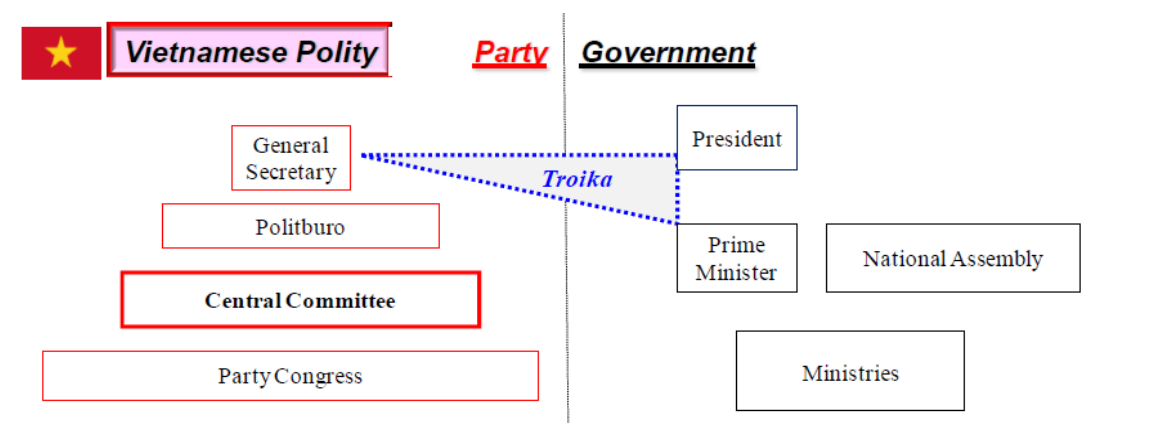 Vietnamese Polity
Party
Government
General
Secretary
President
Troika
Politburo
Prime
Minister
National Assembly
Central Committee
Party Congress
Ministries